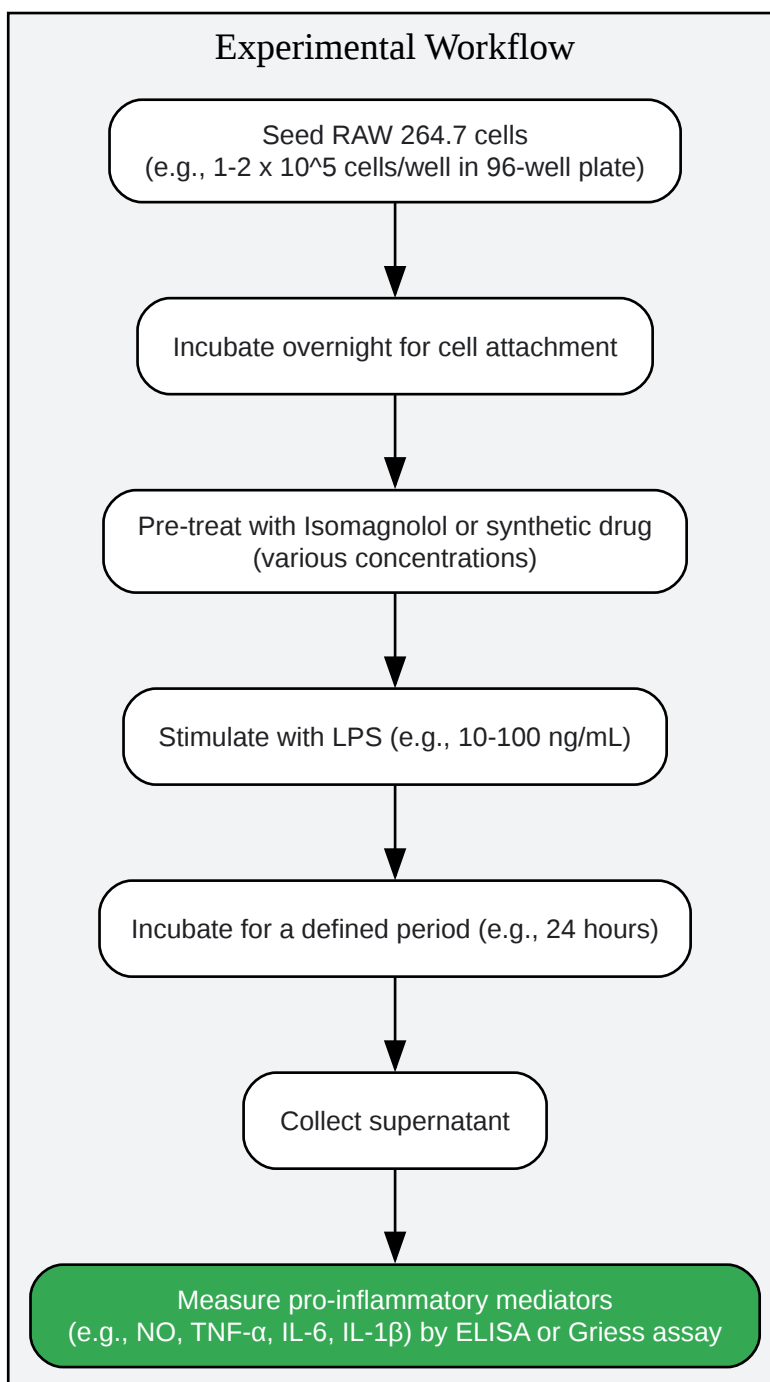 Experimental Workflow
Seed RAW 264.7 cells
(e.g., 1-2 x 10^5 cells/well in 96-well plate)
Incubate overnight for cell attachment
Pre-treat with Isomagnolol or synthetic drug
(various concentrations)
Stimulate with LPS (e.g., 10-100 ng/mL)
Incubate for a defined period (e.g., 24 hours)
Collect supernatant
Measure pro-inflammatory mediators
(e.g., NO, TNF-α, IL-6, IL-1β) by ELISA or Griess assay